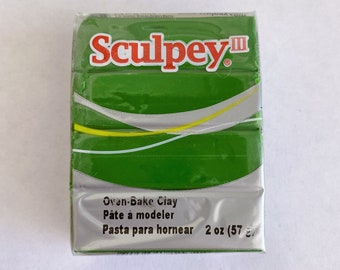 Sculpey III
Oven-Bake Clay
Pâte à modeler
Pasta para hornear 2 oz (57 g)